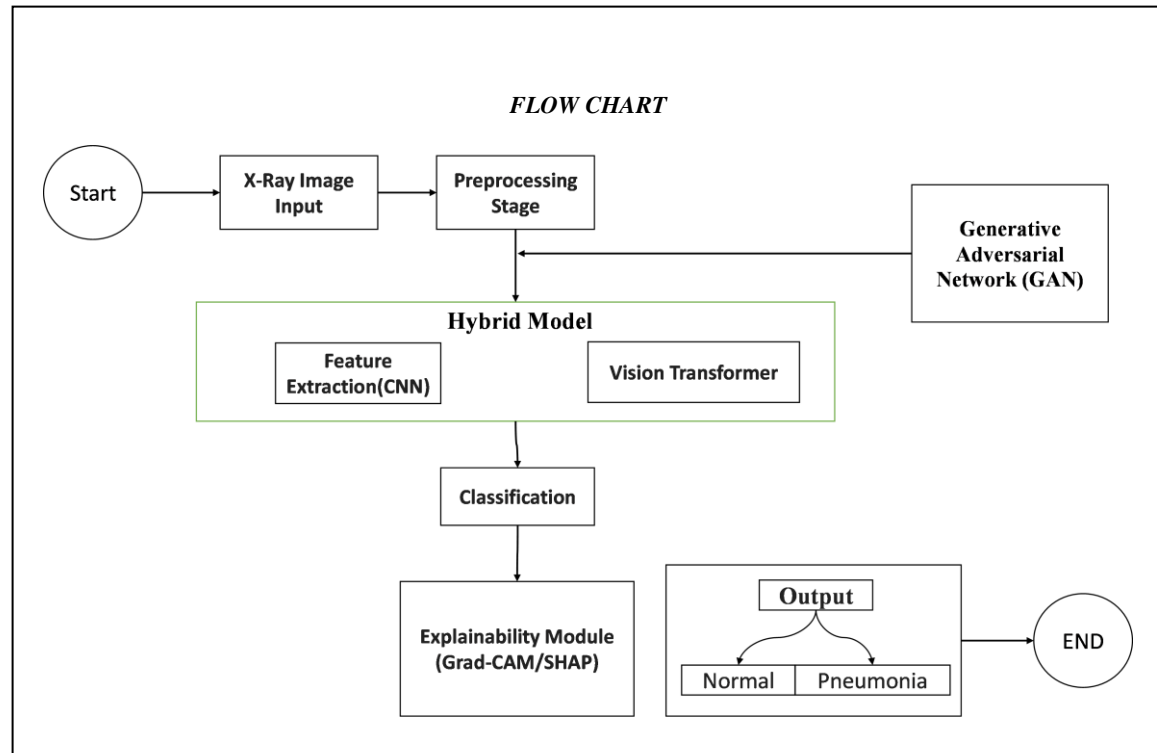 FLOW CHART
Start
X-Ray Image
Input
Preprocessing
Stage
Generative
Adversarial
Network (GAN)
Hybrid Model
Feature
Extraction(CNN)
Vision Transformer
Classification
Explainability Module
(Grad-CAM/SHAP)
Output
Normal
Pneumonia
END